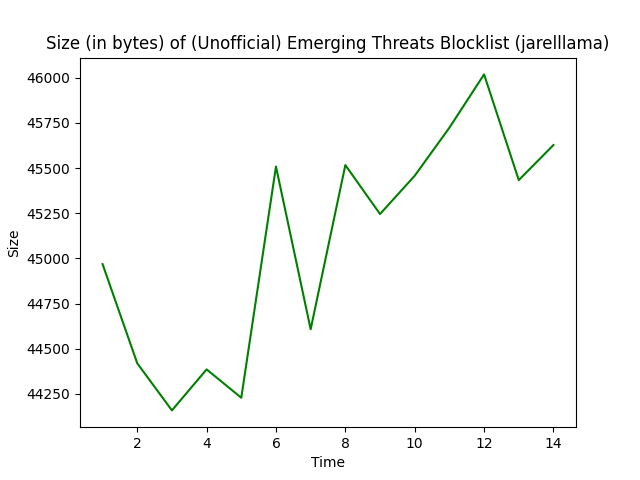 Size (in bytes) of (Unofficial) Emerging Threats Blocklist (jarelllama)
46000
45750
45500
45250
45000
44750
44500
44250
Size
2 4 6 8 10 12 14
Time